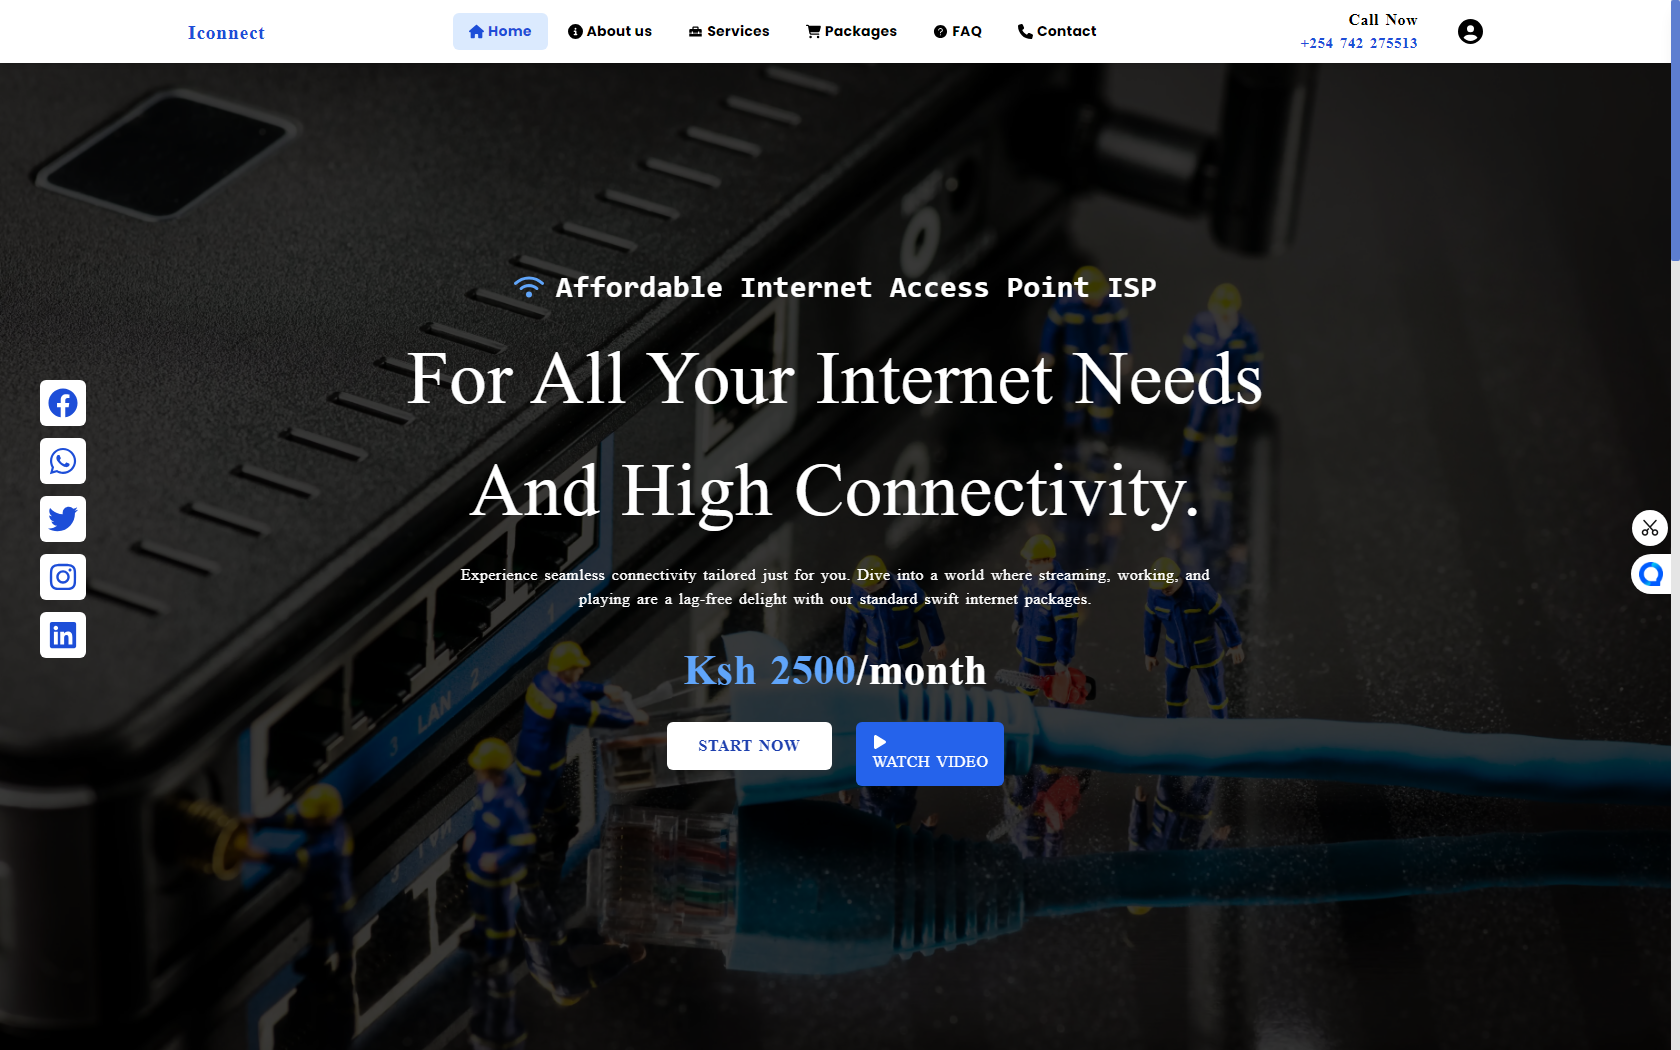 Iconnect
Home
About us
Services
Packages
FAQ
Contact
Call Now
+254 742 275513
Affordable Internet Access Point ISP
For All Your Internet Needs
And High Connectivity.
Experience seamless connectivity tailored just for you. Dive into a world where streaming, working, and
playing are a lag-free delight with our standard swift internet packages.
Ksh 2500/month
START NOW
WATCH VIDEO
LAN
1
2
3